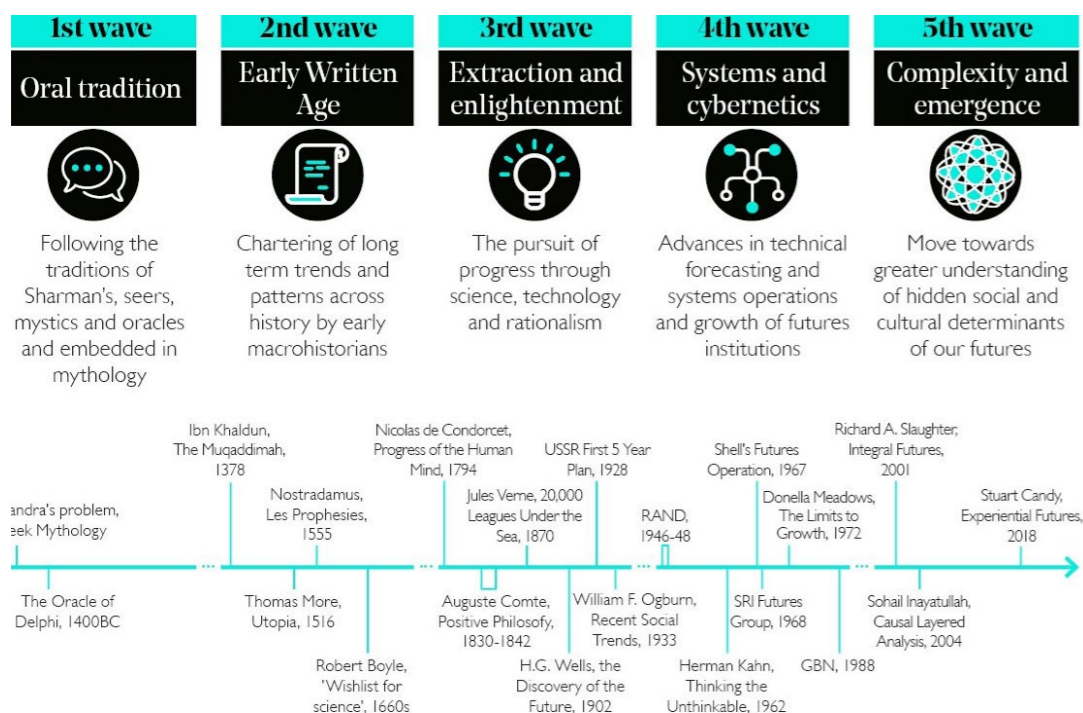 1st wave
Oral tradition
Following the
traditions of
Sharman's, seers,
mystics and oracles
and embedded in
mythology
2nd wave
Early Written
Age
Chartering of long
term trends and
patterns across
history by early
macrohistorians
3rd wave
Extraction and
enlightenment
The pursuit of
progress through
science, technology
and rationalism
4th wave
Systems and
cybernetics
Advances in technical
forecasting and
systems operations
and growth of futures
institutions
5th wave
Complexity and
emergence
Move towards
greater understanding
of hidden social and
cultural determinants
of our futures
andra's problem,
eek Mythology
The Oracle of
Delphi, 1400BC
Ibn Khaldun,
The Muqaddimah,
1378
Thomas More,
Utopia, 1516
Nostradamus,
Les Prophesies,
1555
Robert Boyle,
'Wishlist for
science', 1660s
Nicolas de Condorcet,
Progress of the Human
Mind, 1794
Auguste Comte,
Positive Philosofy,
1830-1842
Jules Verne, 20,000
Leagues Under the
Sea, 1870
H.G. Wells, the
Discovery of the
Future, 1902
USSR First 5 Year
Plan, 1928
William F. Ogburn,
Recent Social
Trends, 1933
RAND,
1946-48
Herman Kahn,
Thinking the
Unthinkable, 1962
Shell's Futures
Operation, 1967
SRI Futures
Group, 1968
Donella Meadows,
The Limits to
Growth, 1972
GBN, 1988
Richard A. Slaughter,
Integral Futures,
2001
Sohail Inayatullah,
Causal Layered
Analysis, 2004
Stuart Candy,
Experiential Futures,
2018